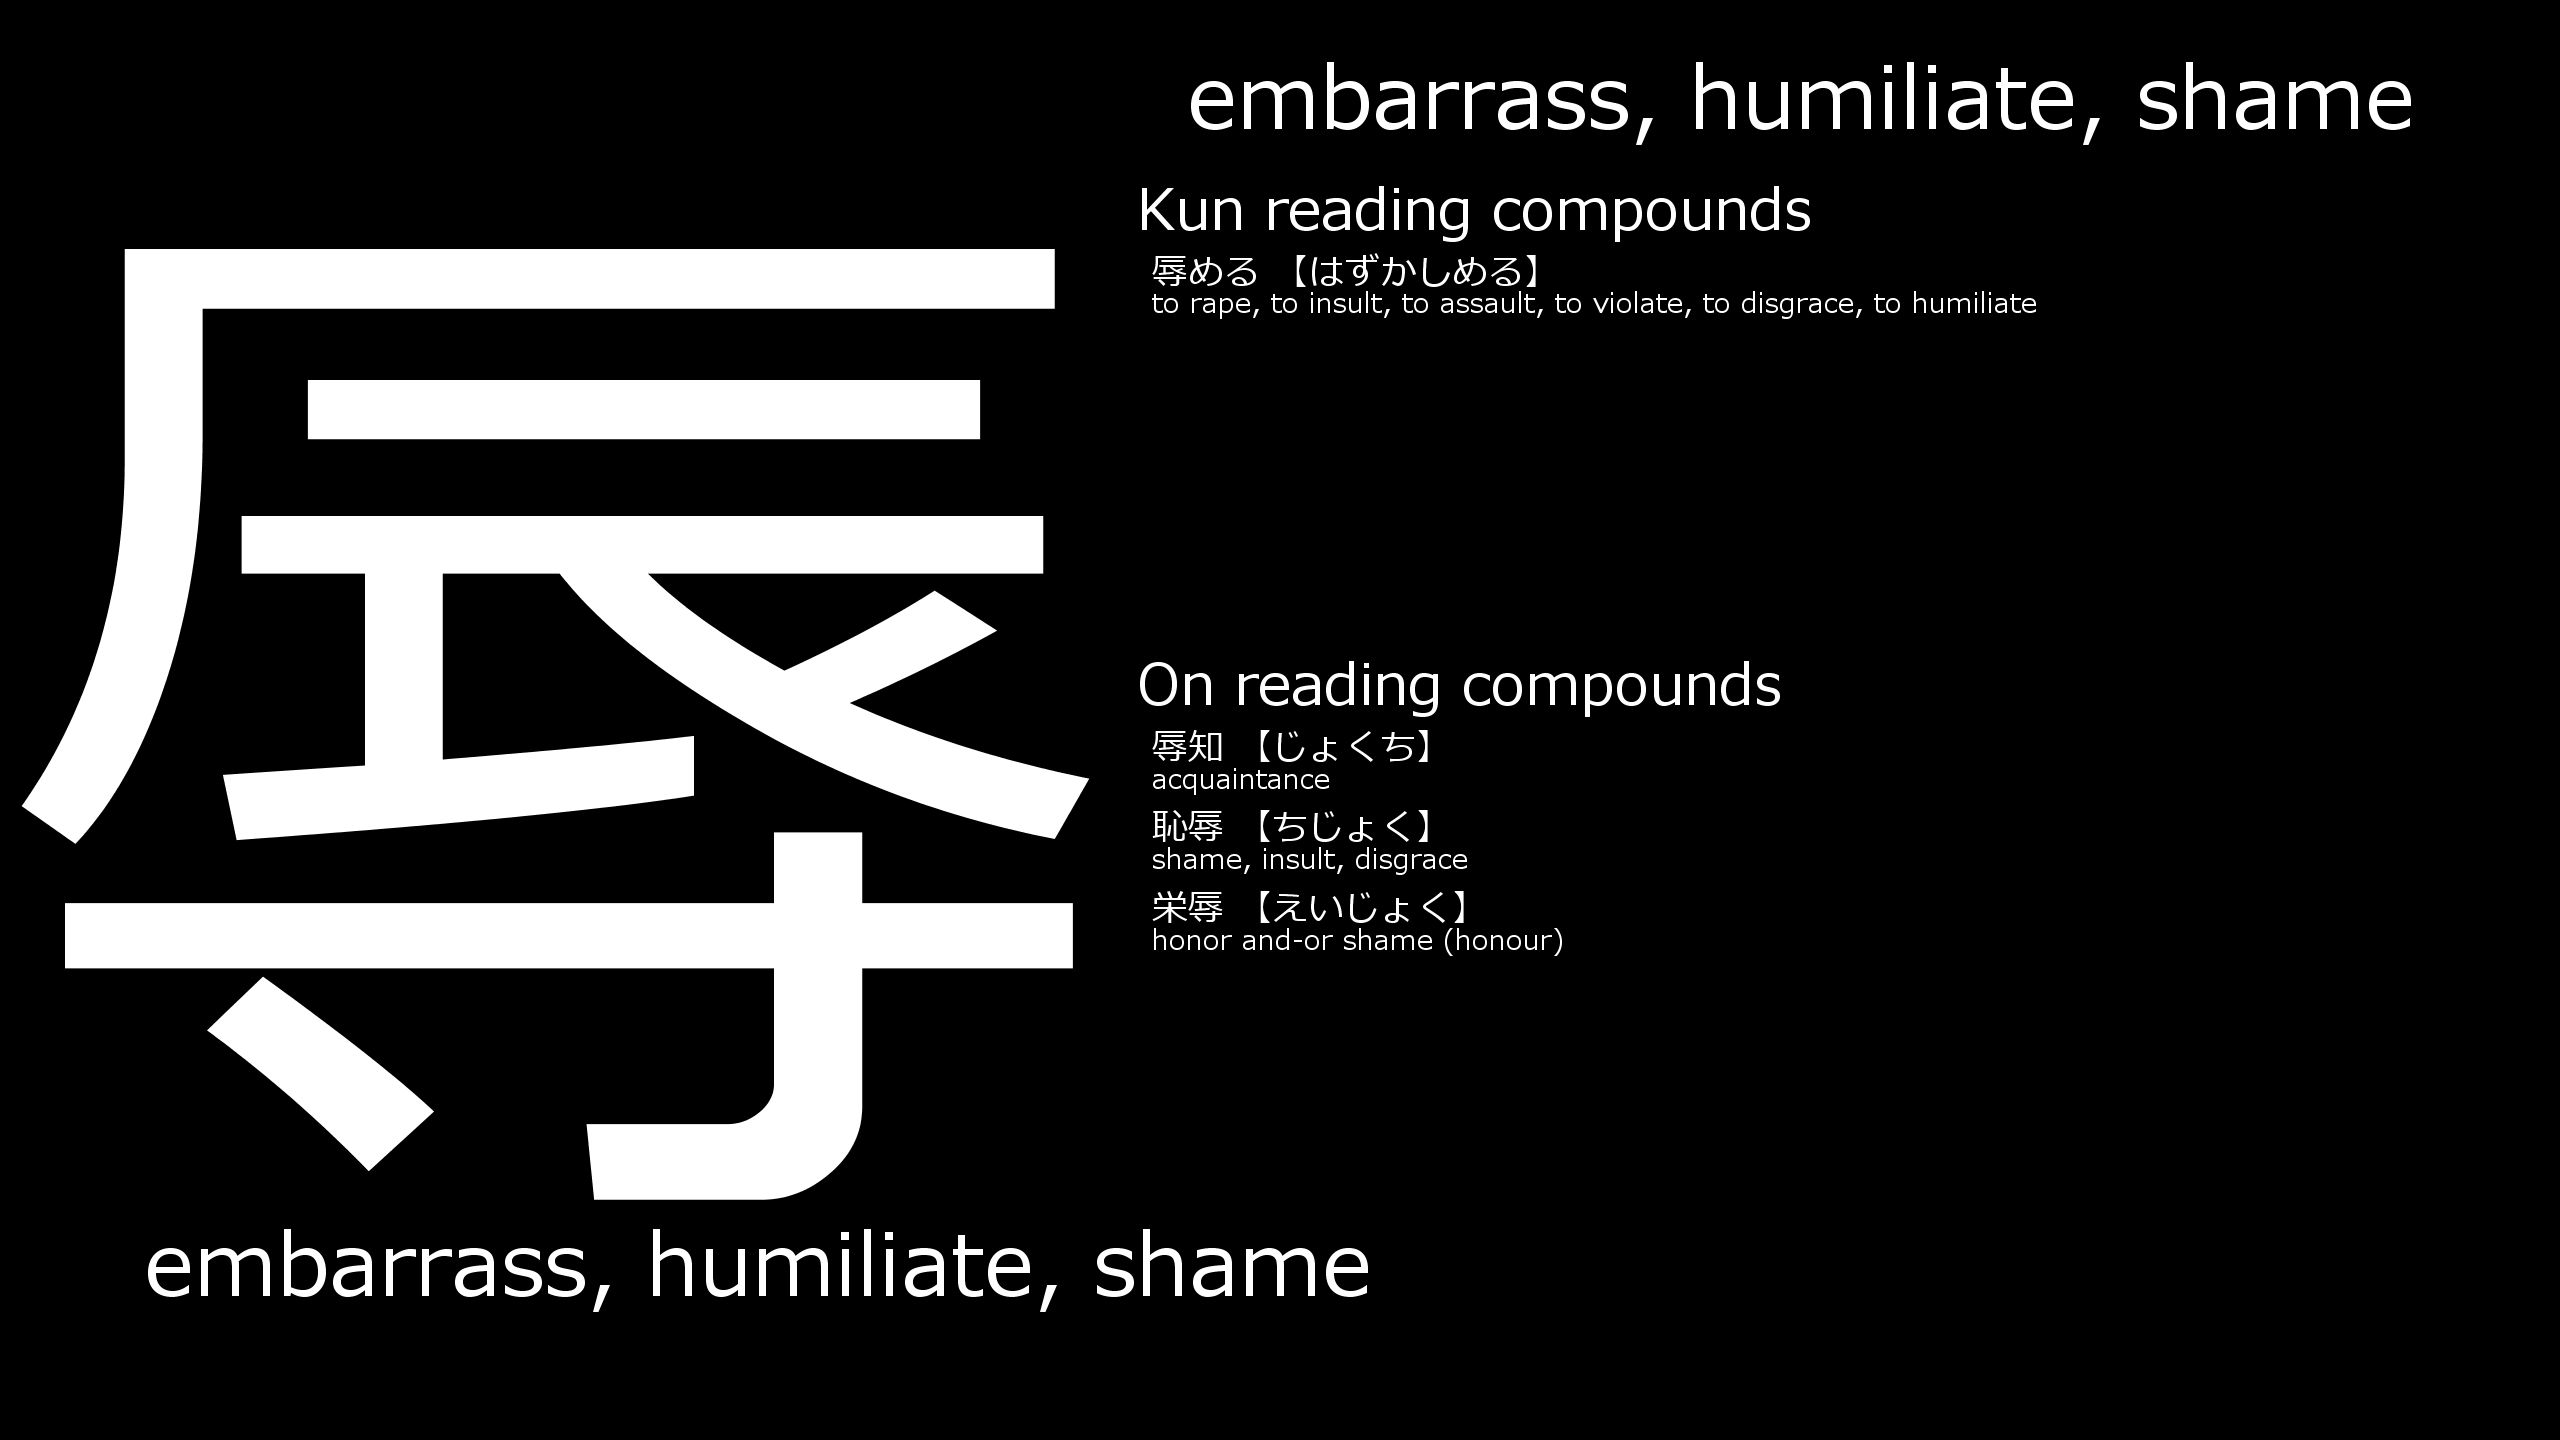 embarrass, humiliate, shame
Kun reading compounds
辱める 【はずかしめる】
to rape, to insult, to assault, to violate, to disgrace, to humiliate
辱
On reading compounds
辱知 【じょくち】
acquaintance
恥辱 【ちじょく】
shame, insult, disgrace
栄辱 【えいじょく】
honor and-or shame (honour)
embarrass, humiliate, shame